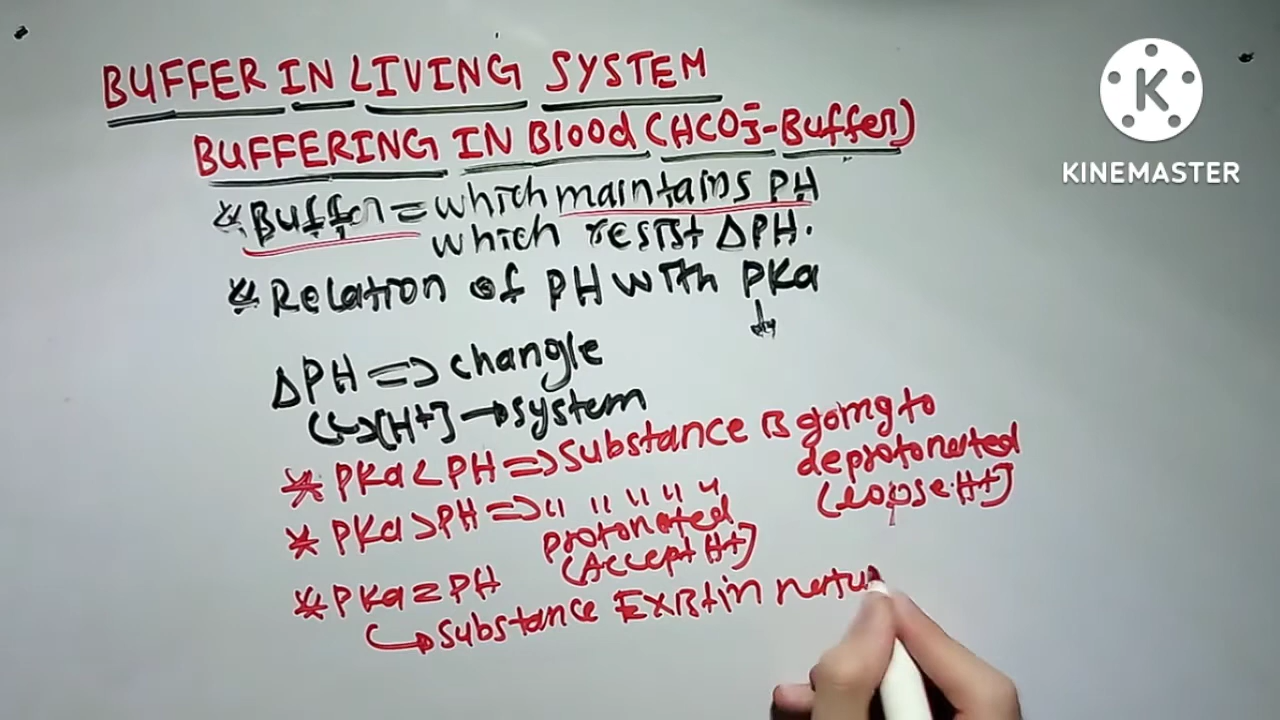 BUFFER IN LIVING SYSTEM
BUFFERING IN Blood (HCO3⁻-Buffer)
* Buffer = which maintains PH
which resist ΔPH.
* Relation of PH with PKa
ΔPH => changle
(↳)[H+] → system
* PKa < PH => Substance is going to
deprotonated
(loose H+)
* PKa > PH => " " " " "
protonated
(Accept H+)
* PKa = PH
↳ Substance Exist in nertu
K
KINEMASTER